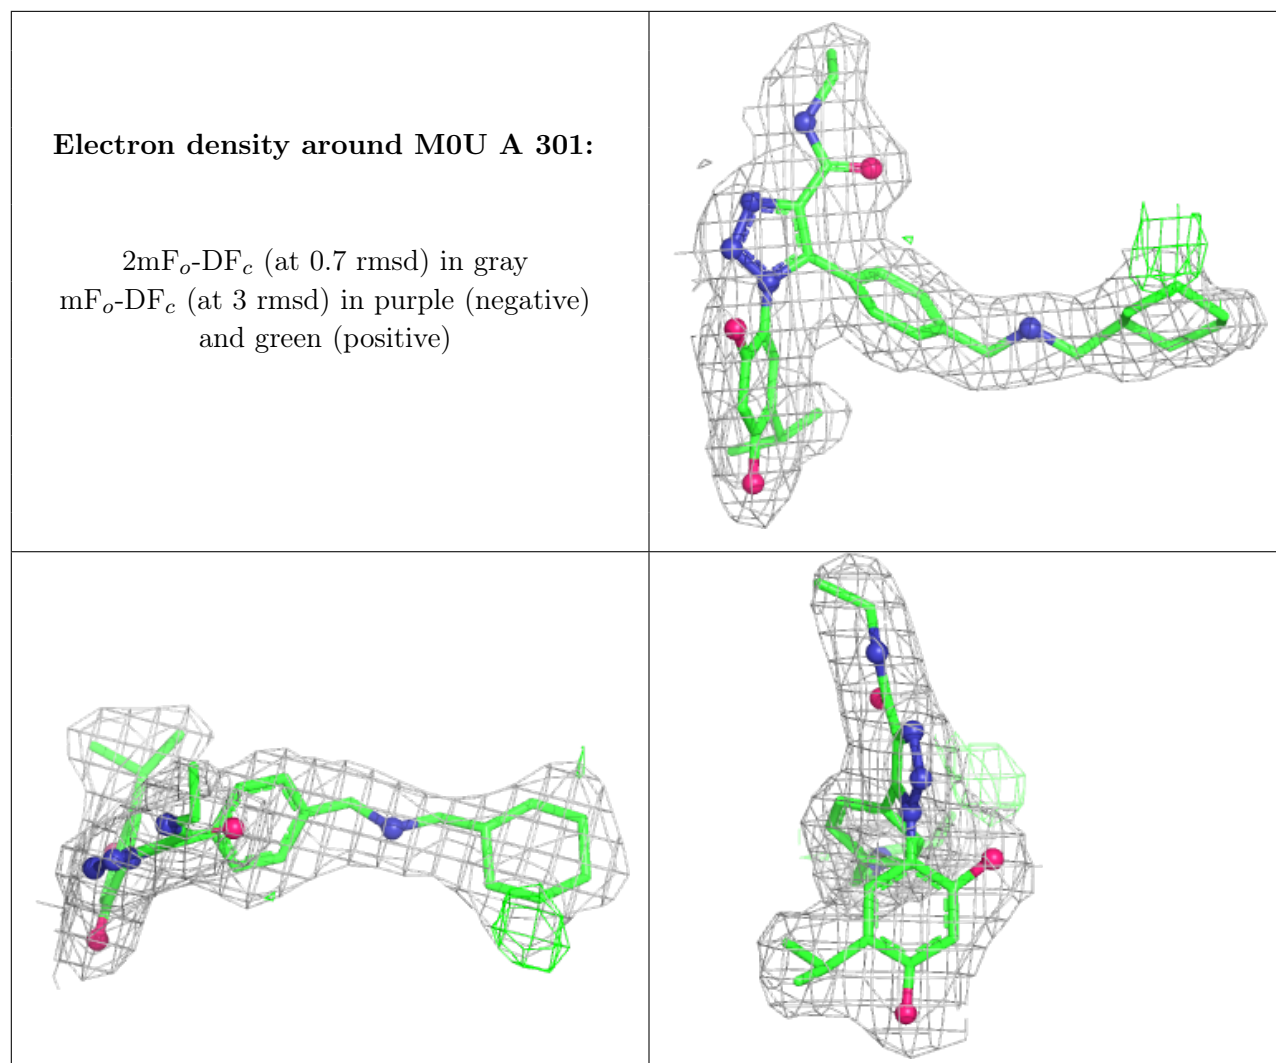 Electron density around M0U A 301:
2mFo-DFc (at 0.7 rmsd) in gray
mFo-DFc (at 3 rmsd) in purple (negative)
and green (positive)